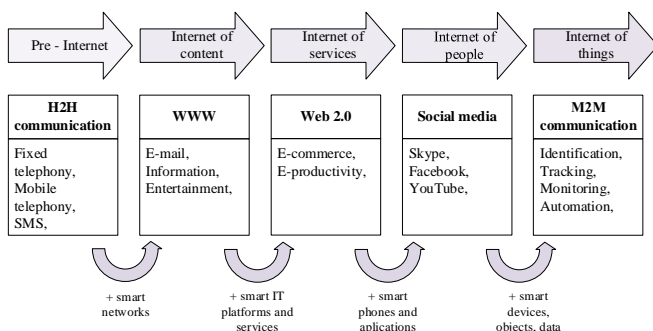 Pre - Internet
Internet of
content
Internet of
services
Internet of
people
Internet of
things
H2H
communication
WWW
Web 2.0
Social media
M2M
communication
Fixed
telephony,
Mobile
telephony,
SMS,
E-mail,
Information,
Entertainment,
E-commerce,
E-productivity,
Skype,
Facebook,
YouTube,
Identification,
Tracking,
Monitoring,
Automation,
+ smart
networks
+ smart IT
platforms and
services
+ smart
phones and
aplications
+ smart
devices,
objects, data